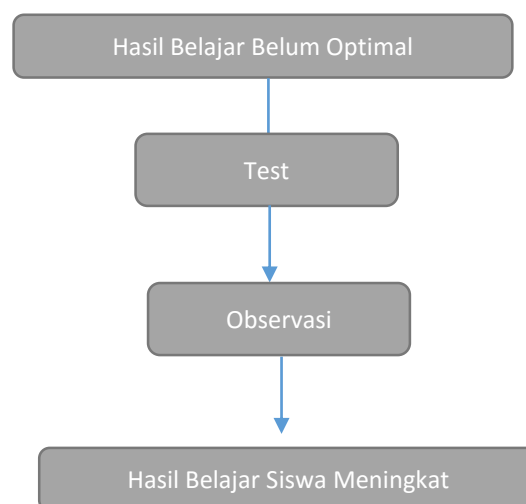 Hasil Belajar Belum Optimal
Test
Observasi
Hasil Belajar Siswa Meningkat